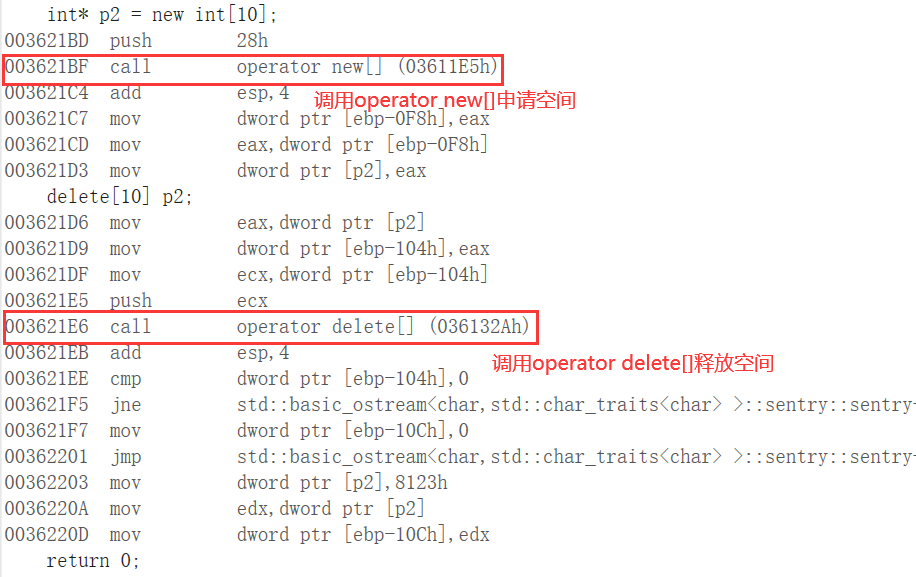 int* p2 = new int[10];
003621BD push 28h
003621BF call operator new[] (03611E5h)
003621C4 add esp,4
调用operator new[]申请空间
003621C7 mov dword ptr [ebp-0F8h],eax
003621CD mov eax,dword ptr [ebp-0F8h]
003621D3 mov dword ptr [p2],eax
delete[10] p2;
003621D6 mov eax,dword ptr [p2]
003621D9 mov dword ptr [ebp-104h],eax
003621DF mov ecx,dword ptr [ebp-104h]
003621E5 push ecx
003621E6 call operator delete[] (036132Ah)
003621EB add esp,4
调用operator delete[]释放空间
003621EE cmp dword ptr [ebp-104h],0
003621F5 jne std::basic_ostream<char,std::char_traits<char> >::sentry::sentry-
003621F7 mov dword ptr [ebp-10Ch],0
00362201 jmp std::basic_ostream<char,std::char_traits<char> >::sentry::sentry-
00362203 mov dword ptr [p2],8123h
0036220A mov edx,dword ptr [p2]
0036220D mov dword ptr [ebp-10Ch],edx
return 0;